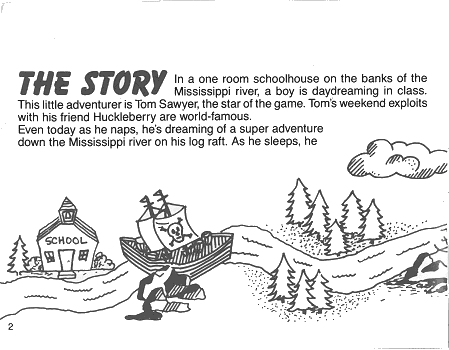 THE STORY In a one room schoolhouse on the banks of the
Mississippi river, a boy is daydreaming in class.
This little adventurer is Tom Sawyer, the star of the game. Tom's weekend exploits
with his friend Huckleberry are world-famous.
Even today as he naps, he's dreaming of a super adventure
down the Mississippi river on his log raft. As he sleeps, he
SCHOOL
2